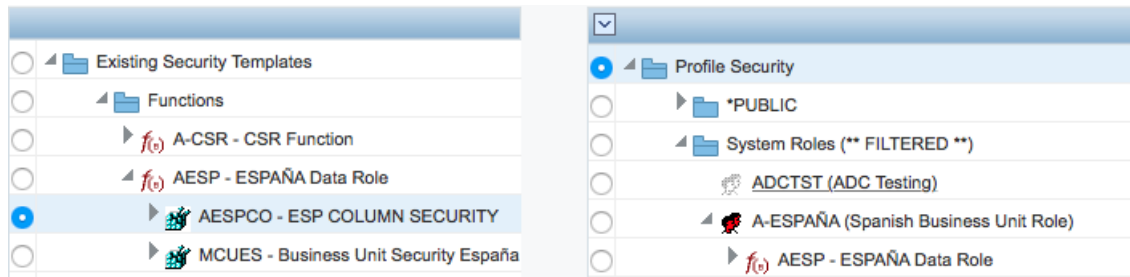 Existing Security Templates
Functions
A-CSR - CSR Function
AESP - ESPAÑA Data Role
AESPCO - ESP COLUMN SECURITY
MCUES - Business Unit Security España
Profile Security
*PUBLIC
System Roles (** FILTERED **)
ADCTST (ADC Testing)
A-ESPAÑA (Spanish Business Unit Role)
AESP - ESPAÑA Data Role